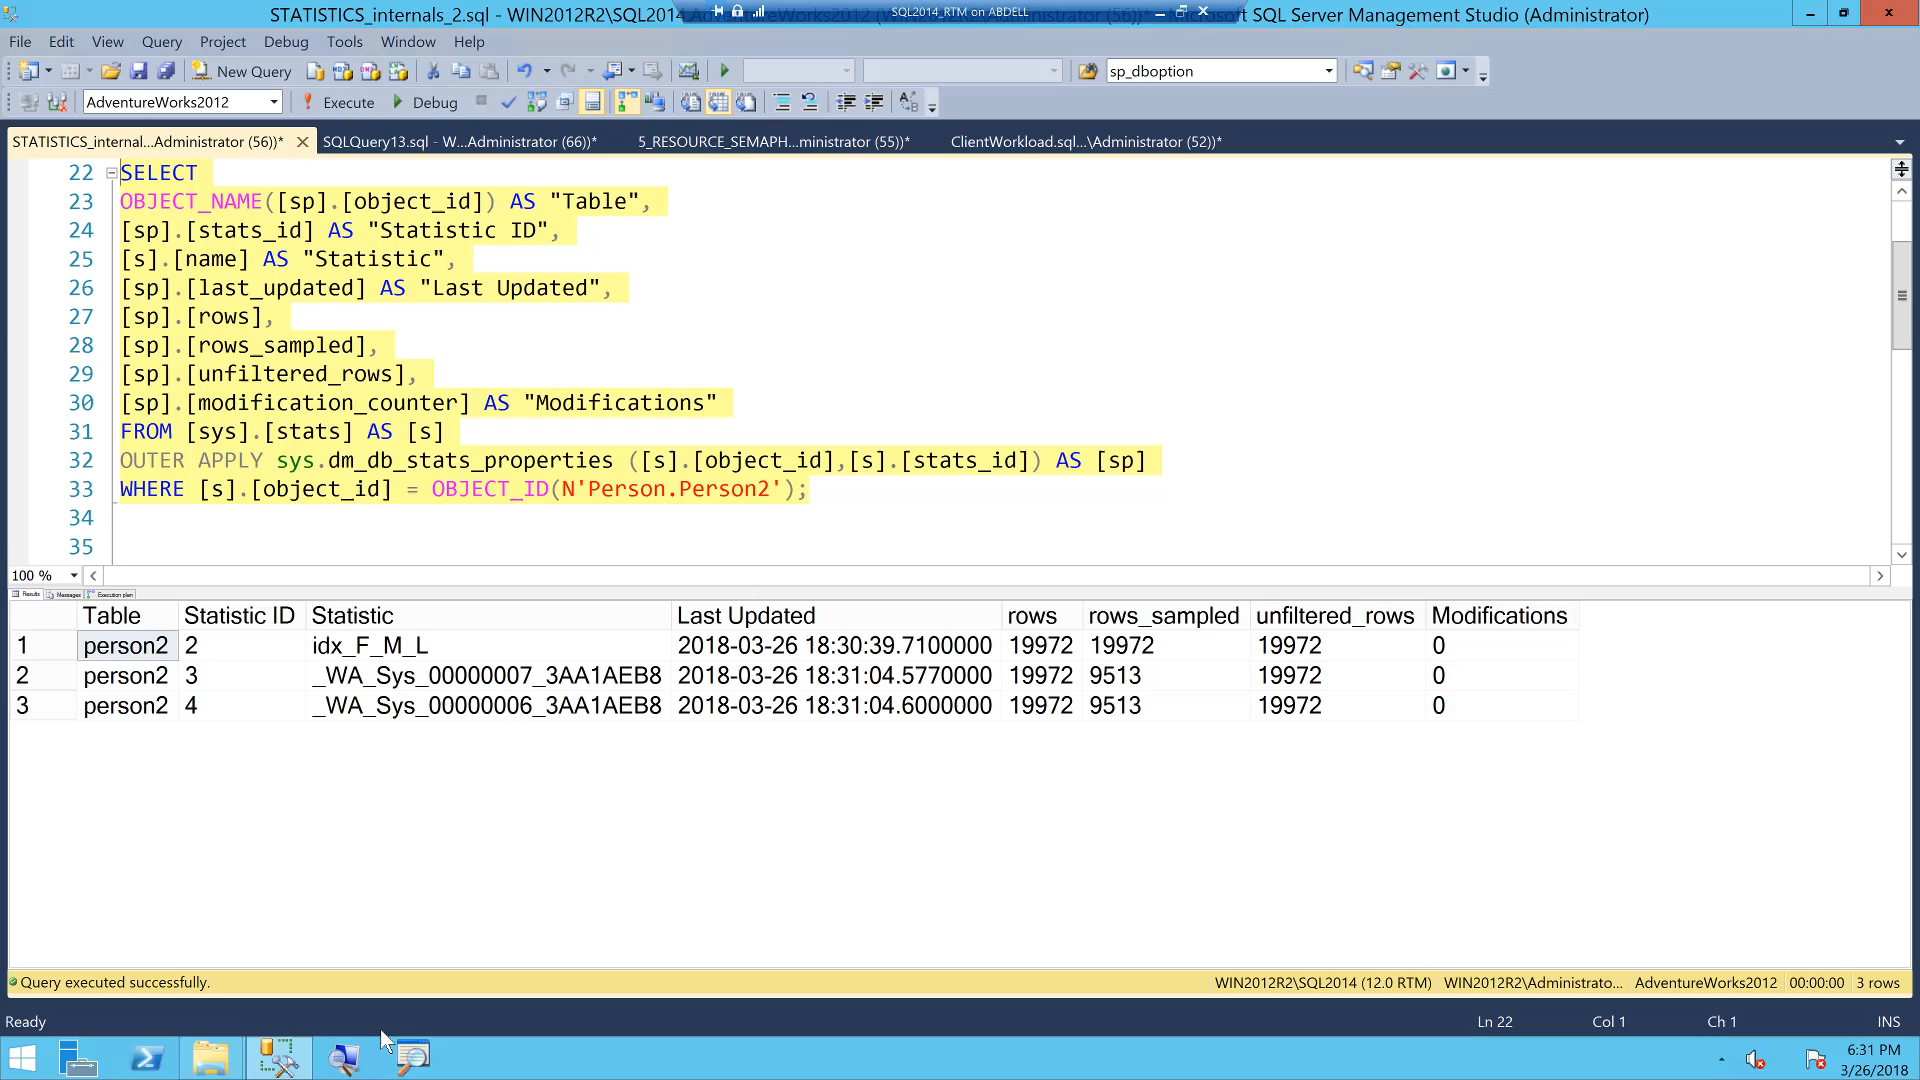 STATISTICS_internals_2.sql - WIN2012R2\SQL2014.AdventureWorks2012 (WIN2012R2\Administrator (56))* - Microsoft SQL Server Management Studio (Administrator)
SQL2014_RTM on ABDELL
File Edit View Query Project Debug Tools Window Help
New Query sp_dboption
AdventureWorks2012 Execute Debug
STATISTICS_internal...Administrator (56))* SQLQuery13.sql - W...Administrator (66))* 5_RESOURCE_SEMAPH...ministrator (55))* ClientWorkload.sql...\Administrator (52))*
22 SELECT
23 OBJECT_NAME([sp].[object_id]) AS "Table",
24 [sp].[stats_id] AS "Statistic ID",
25 [s].[name] AS "Statistic",
26 [sp].[last_updated] AS "Last Updated",
27 [sp].[rows],
28 [sp].[rows_sampled],
29 [sp].[unfiltered_rows],
30 [sp].[modification_counter] AS "Modifications"
31 FROM [sys].[stats] AS [s]
32 OUTER APPLY sys.dm_db_stats_properties ([s].[object_id],[s].[stats_id]) AS [sp]
33 WHERE [s].[object_id] = OBJECT_ID(N'Person.Person2');
34
35
100 %
Results Messages Execution plan
Table Statistic ID Statistic Last Updated rows rows_sampled unfiltered_rows Modifications
1 person2 2 idx_F_M_L 2018-03-26 18:30:39.7100000 19972 19972 19972 0
2 person2 3 _WA_Sys_00000007_3AA1AEB8 2018-03-26 18:31:04.5770000 19972 9513 19972 0
3 person2 4 _WA_Sys_00000006_3AA1AEB8 2018-03-26 18:31:04.6000000 19972 9513 19972 0
Query executed successfully. WIN2012R2\SQL2014 (12.0 RTM) WIN2012R2\Administrato... AdventureWorks2012 00:00:00 3 rows
Ready Ln 22 Col 1 Ch 1 INS
6:31 PM
3/26/2018